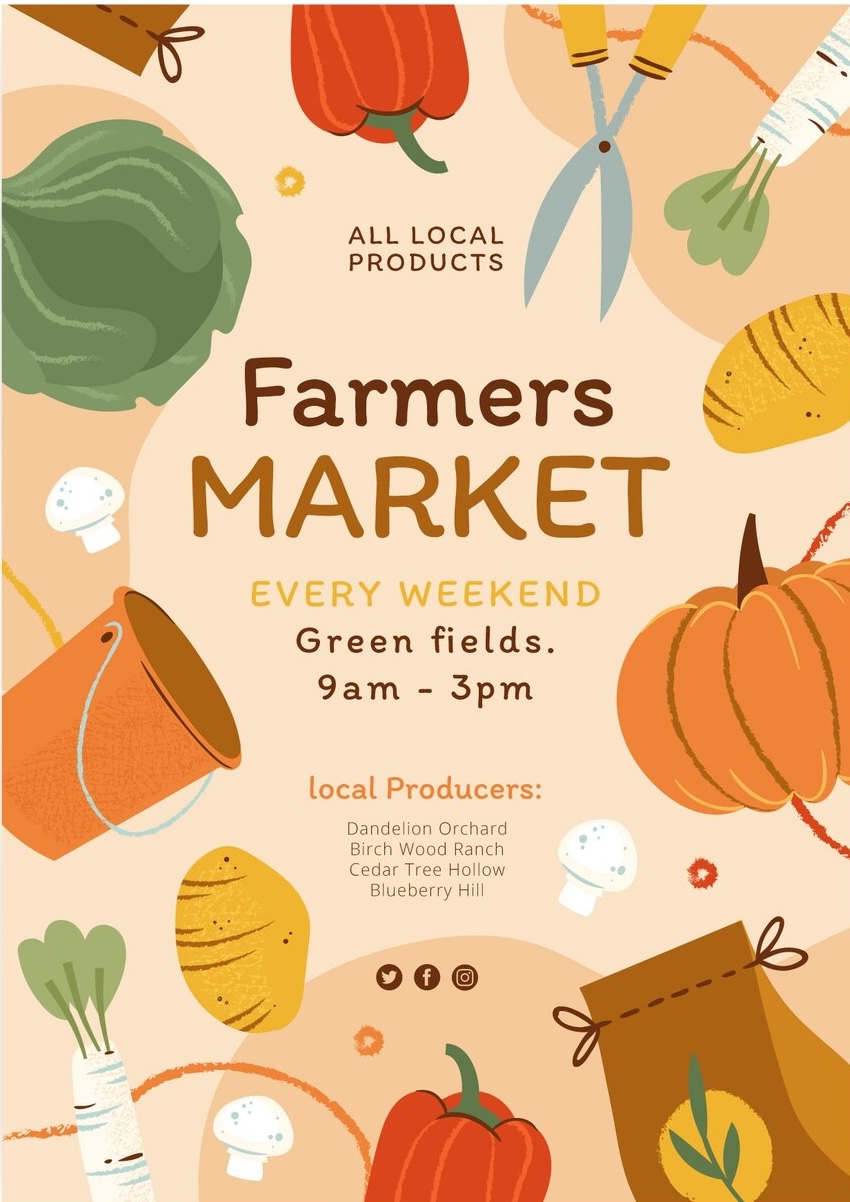 ALL LOCAL
PRODUCTS
Farmers
MARKET
EVERY WEEKEND
Green fields.
9am - 3pm
local Producers:
Dandelion Orchard
Birch Wood Ranch
Cedar Tree Hollow
Blueberry Hill